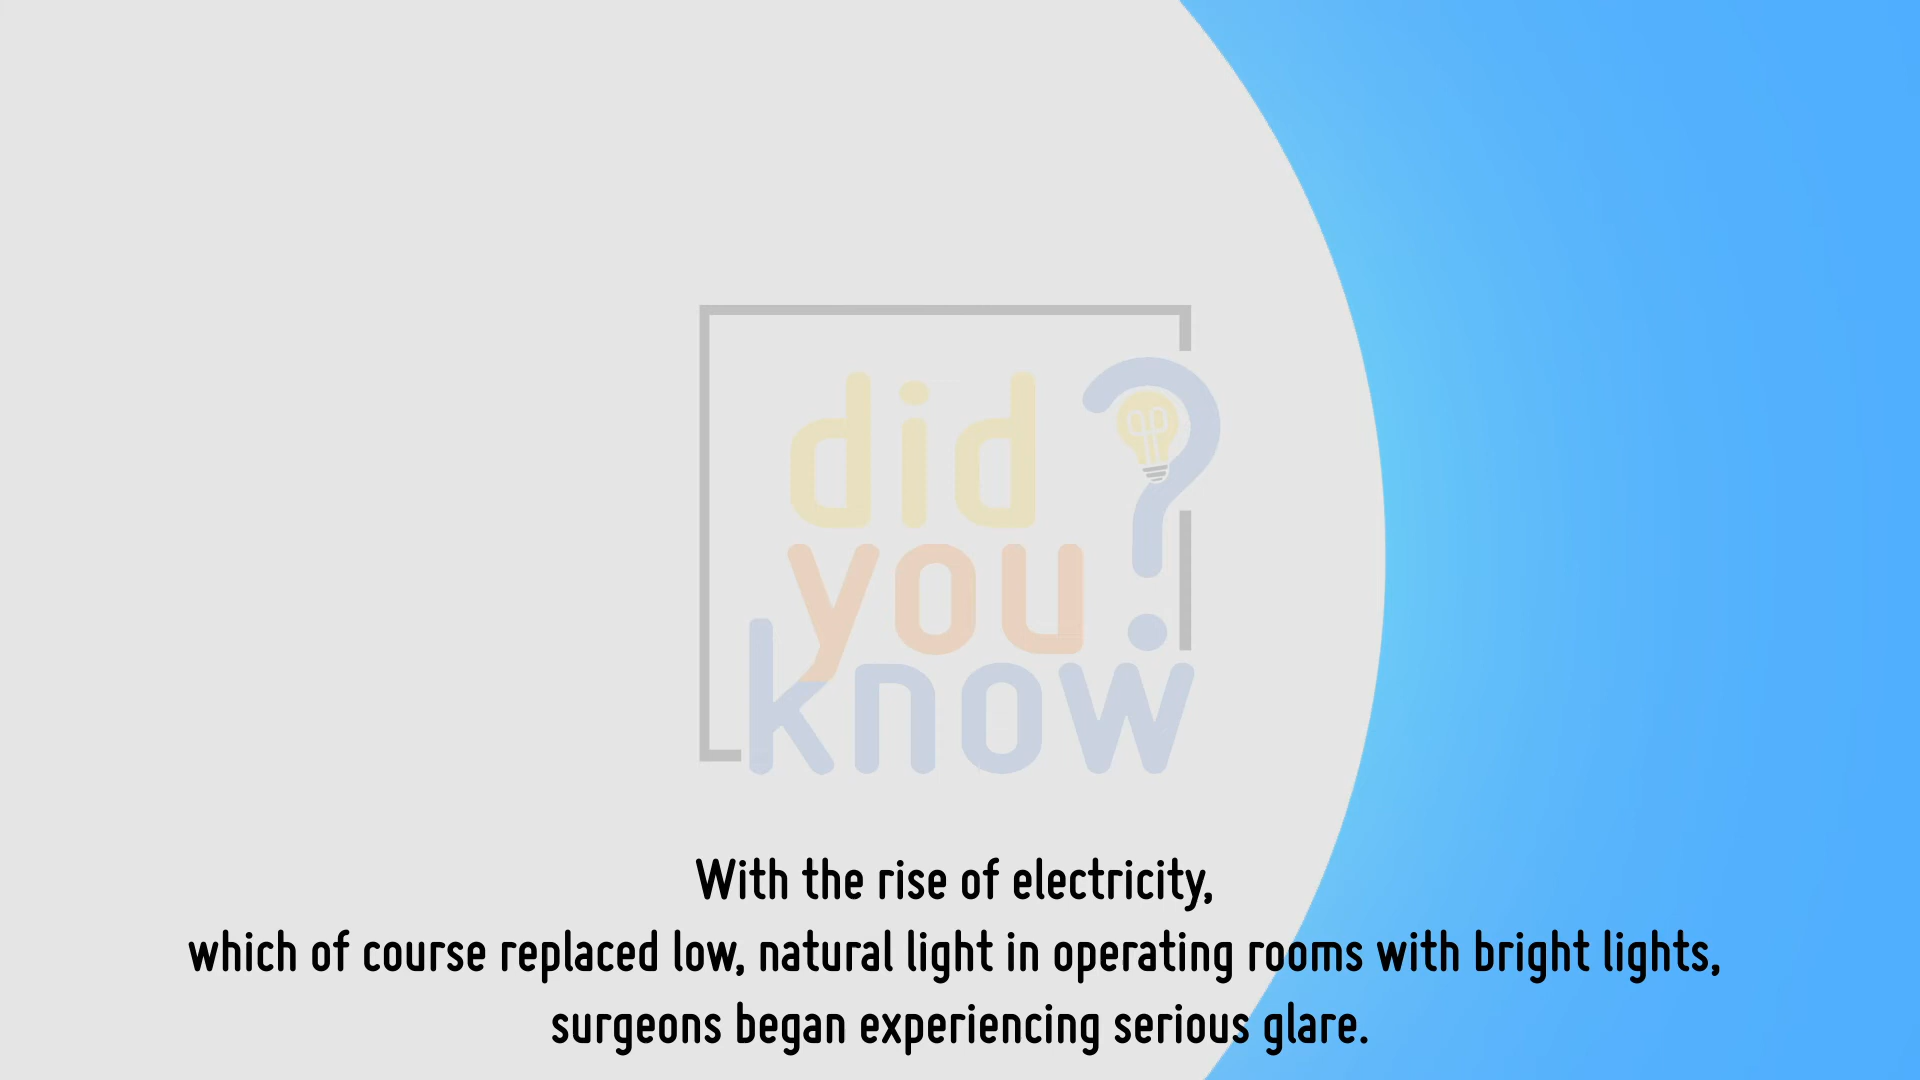 did
you
know
?
With the rise of electricity,
which of course replaced low, natural light in operating rooms with bright lights,
surgeons began experiencing serious glare.